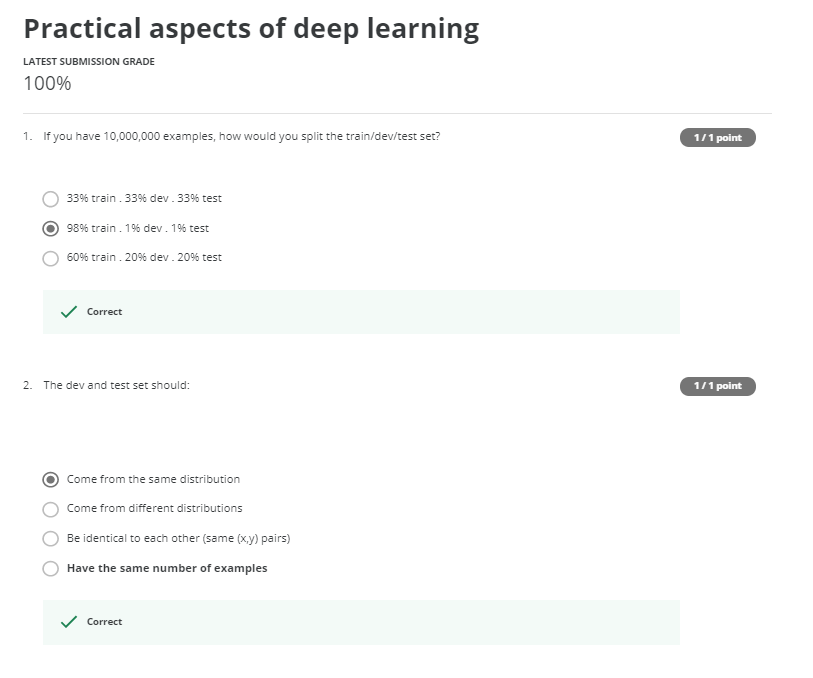 Practical aspects of deep learning
LATEST SUBMISSION GRADE
100%
1. If you have 10,000,000 examples, how would you split the train/dev/test set?
1 / 1 point
33% train . 33% dev . 33% test
98% train . 1% dev . 1% test
60% train . 20% dev . 20% test
Correct
2. The dev and test set should:
1 / 1 point
Come from the same distribution
Come from different distributions
Be identical to each other (same (x,y) pairs)
Have the same number of examples
Correct